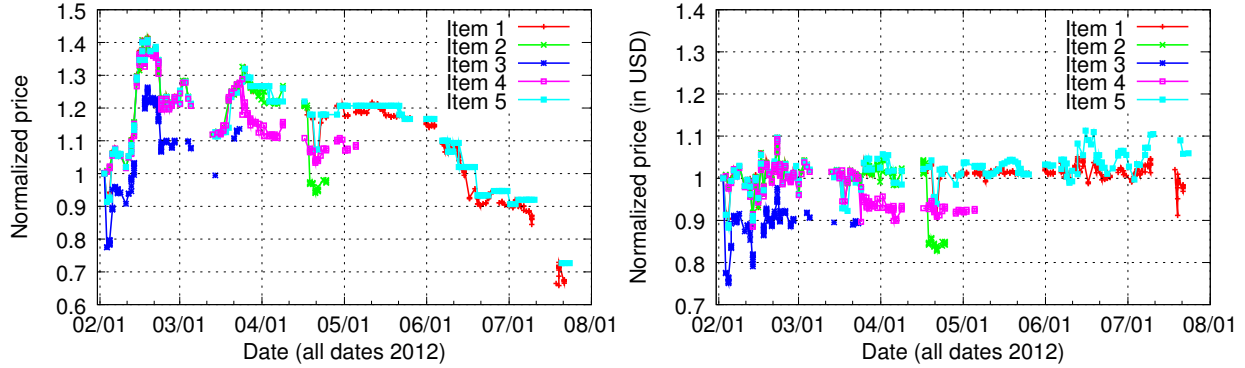 Normalized price
1.5
1.4
1.3
1.2
1.1
1
0.9
0.8
0.7
0.6
02/01 03/01 04/01 05/01 06/01 07/01 08/01
Date (all dates 2012)
Item 1
Item 2
Item 3
Item 4
Item 5
Normalized price (in USD)
1.4
1.3
1.2
1.1
1
0.9
0.8
0.7
02/01 03/01 04/01 05/01 06/01 07/01 08/01
Date (all dates 2012)
Item 1
Item 2
Item 3
Item 4
Item 5